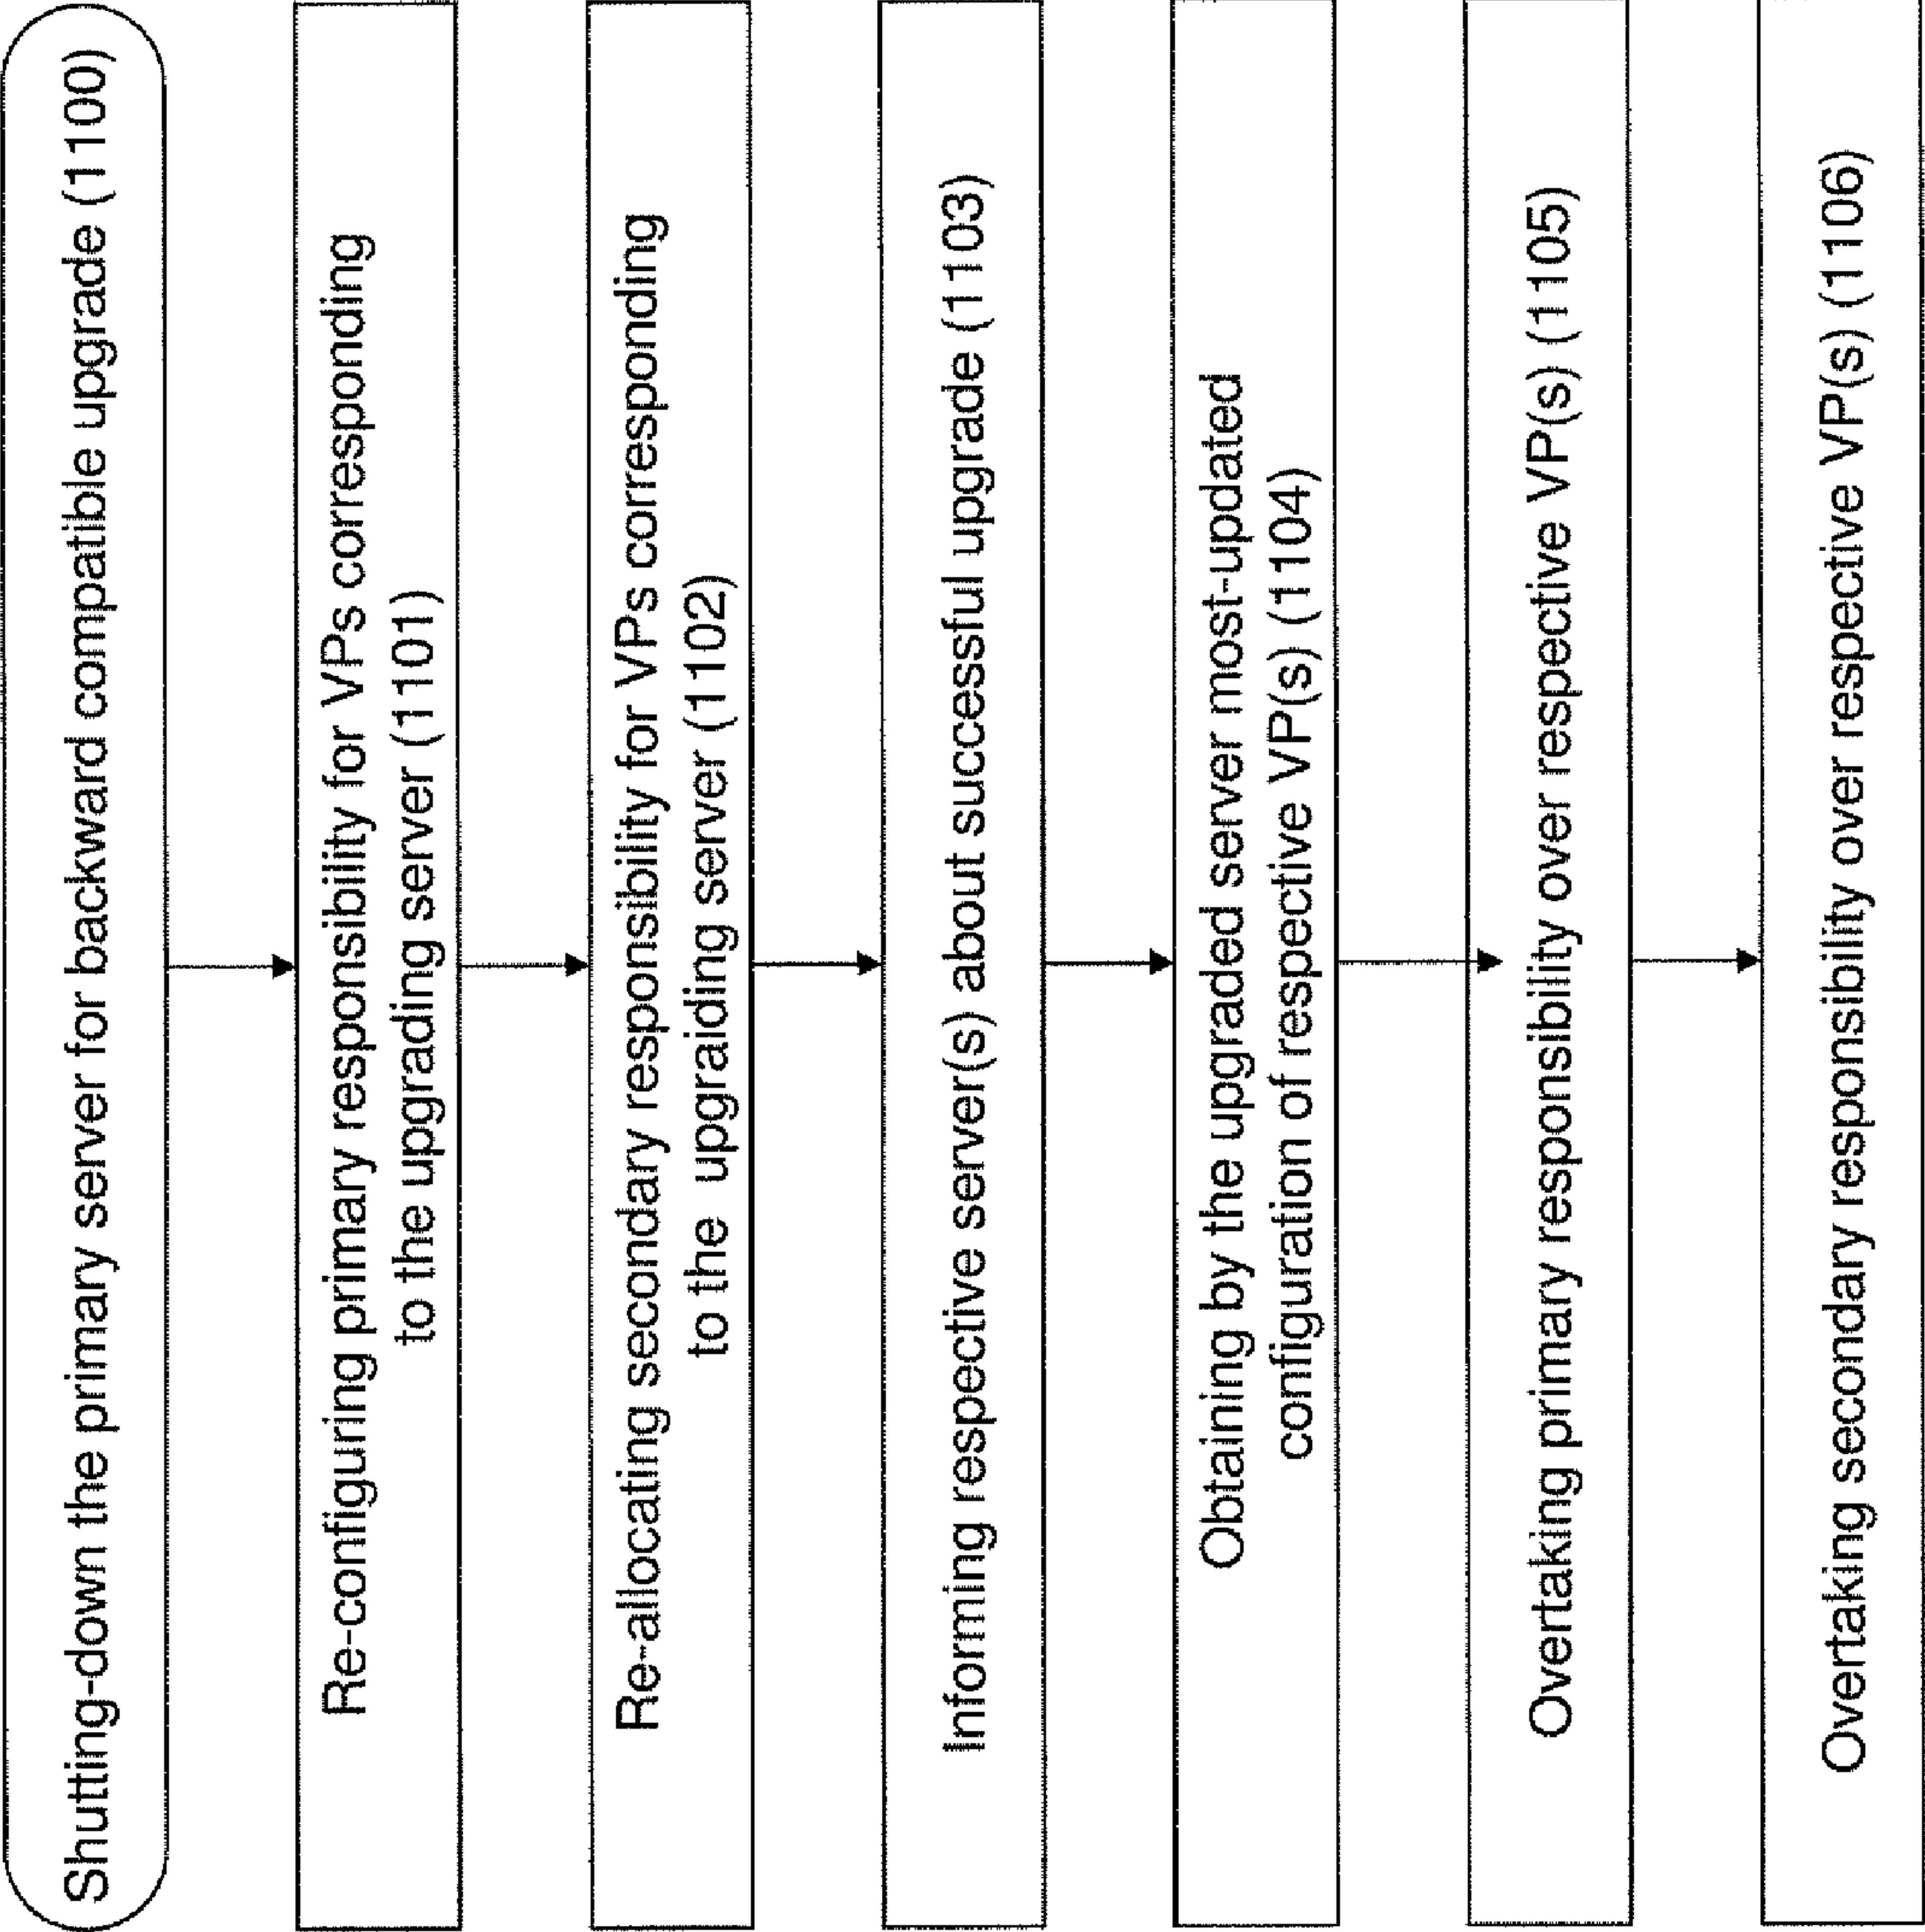 Shutting-down the primary server for backward compatible upgrade (1100)
Re-configuring primary responsibility for VPs corresponding
to the upgrading server (1101)
Re-allocating secondary responsibility for VPs corresponding
to the upgraiding server (1102)
Informing respective server(s) about successful upgrade (1103)
Obtaining by the upgraded server most-updated
configuration of respective VP(s) (1104)
Overtaking primary responsibility over respective VP(s) (1105)
Overtaking secondary responsibility over respective VP(s) (1106)